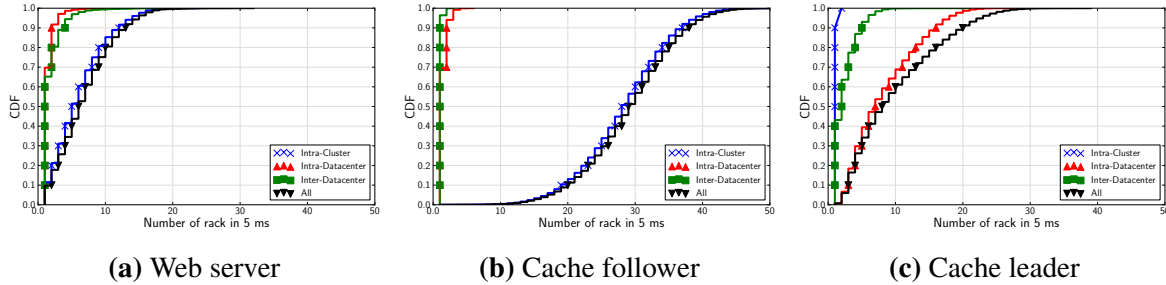 1.0
0.9
0.8
0.7
0.6
0.5
0.4
0.3
0.2
0.1
0.0
CDF
10
20
30
40
50
Number of rack in 5 ms
Intra-Cluster
Intra-Datacenter
Inter-Datacenter
All
(a) Web server
1.0
0.9
0.8
0.7
0.6
0.5
0.4
0.3
0.2
0.1
0
CDF
10
20
30
40
50
Number of rack in 5 ms
Intra-Cluster
Intra-Datacenter
Inter-Datacenter
All
(b) Cache follower
1.0
0.9
0.8
0.7
0.6
0.5
0.4
0.3
0.2
0.1
0.0
CDF
10
20
30
40
50
Number of rack in 5 ms
Intra-Cluster
Intra-Datacenter
Inter-Datacenter
All
(c) Cache leader